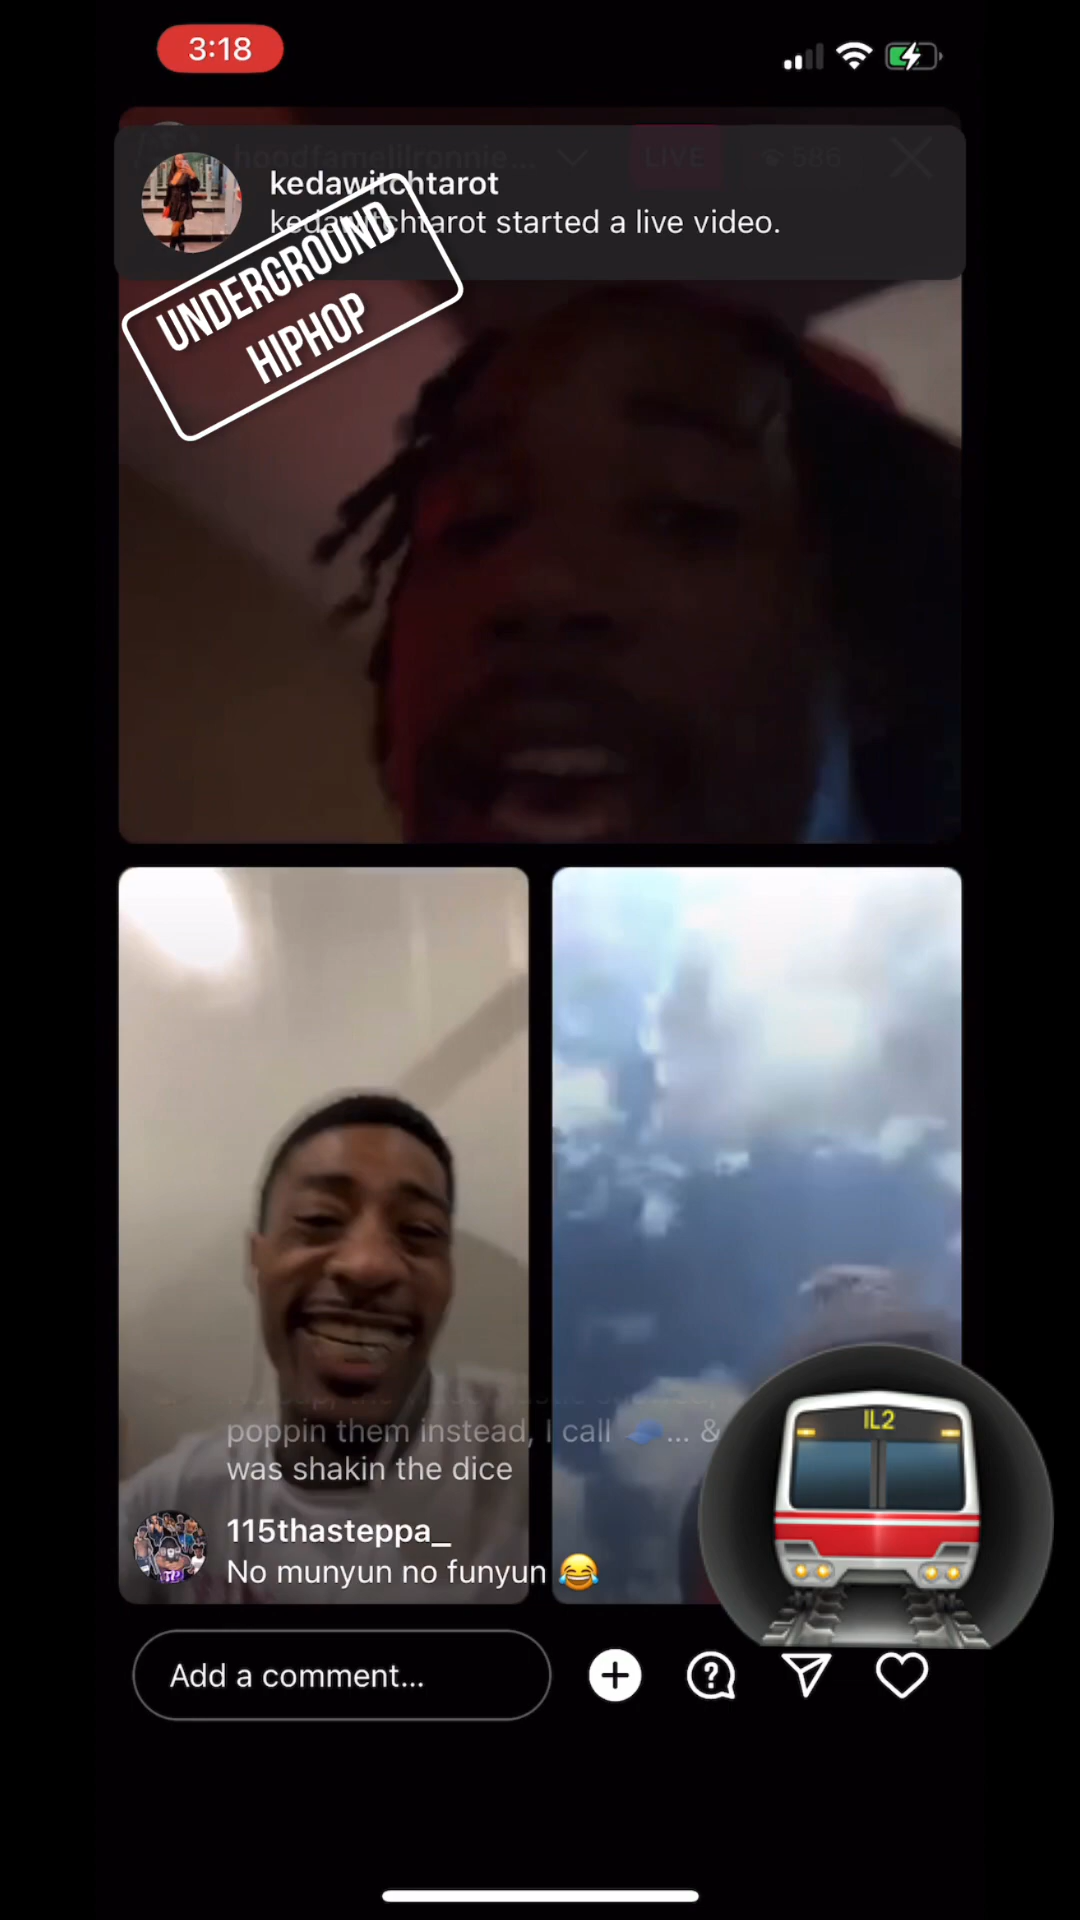 3:18
hoodfamelilronnie...
LIVE
586
kedawitchtarot
kedawitchtarot started a live video.
UNDERGROUND
HIPHOP
poppin them instead, I call 🧢... &
was shakin the dice
IL2
115thasteppa_
No munyun no funyun 😂
Add a comment...